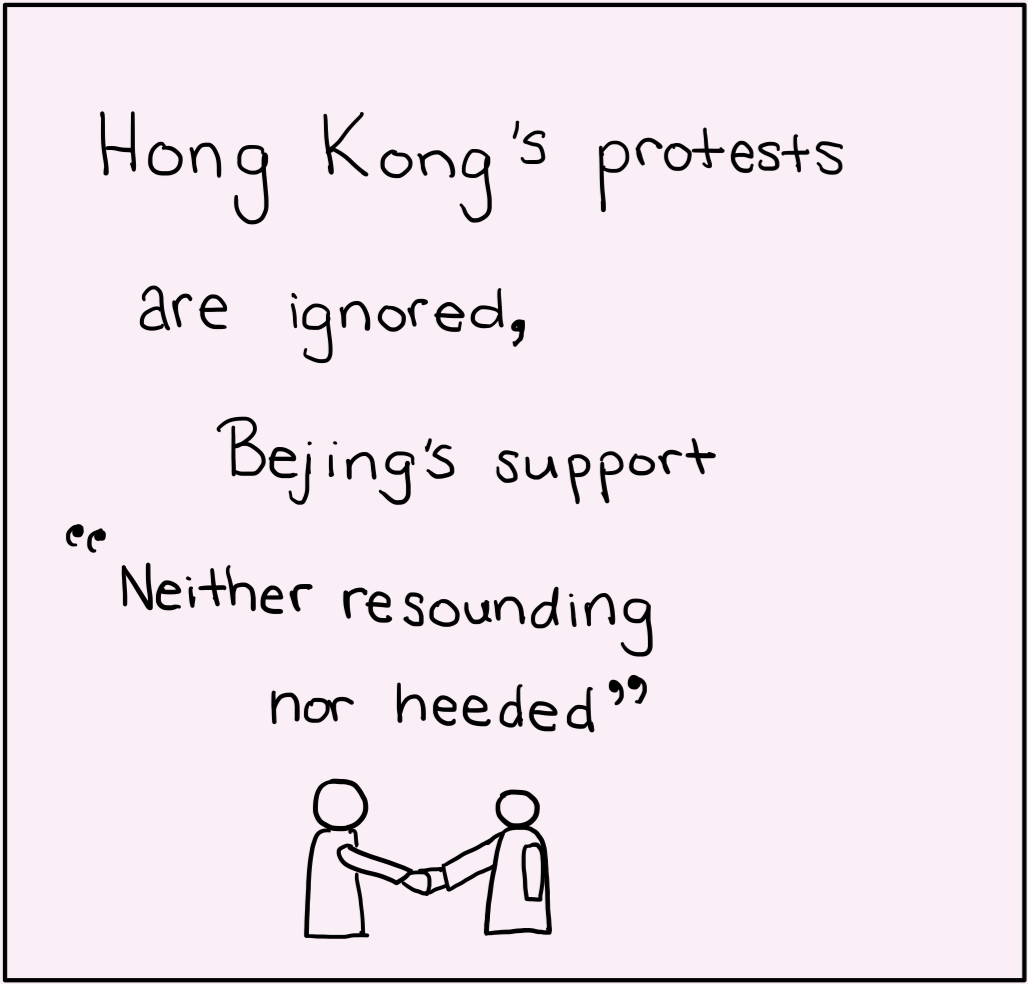 Hong Kong's protests
are ignored,
Bejing's support
“Neither resounding
nor heeded”